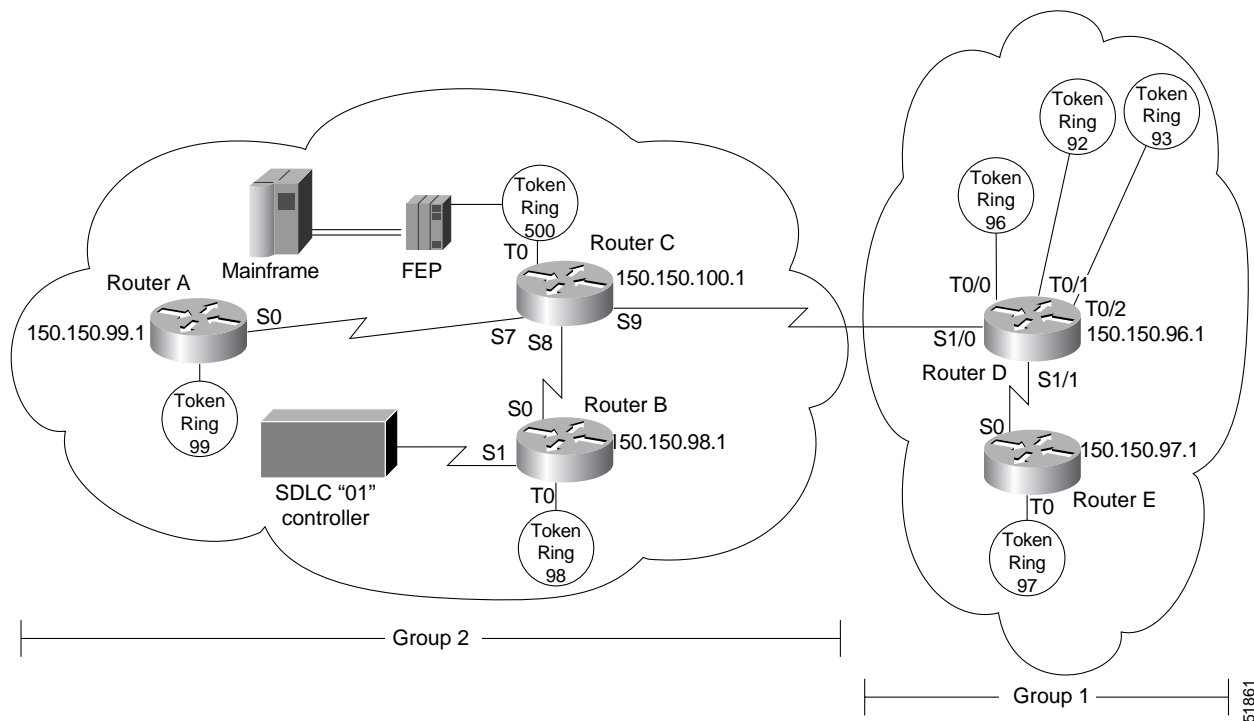 Token
Ring
92
Token
Ring
93
Token
Ring
96
Token
Ring
500
T0
Mainframe
FEP
Router C
150.150.100.1
Router A
150.150.99.1
S0
S7
S8
S9
Token
Ring
99
S0
Router B
150.150.98.1
S1
T0
SDLC “01”
controller
Token
Ring
98
T0/0
T0/1
T0/2
S1/0
150.150.96.1
Router D
S1/1
S0
150.150.97.1
T0
Router E
Token
Ring
97
Group 2
Group 1
51861